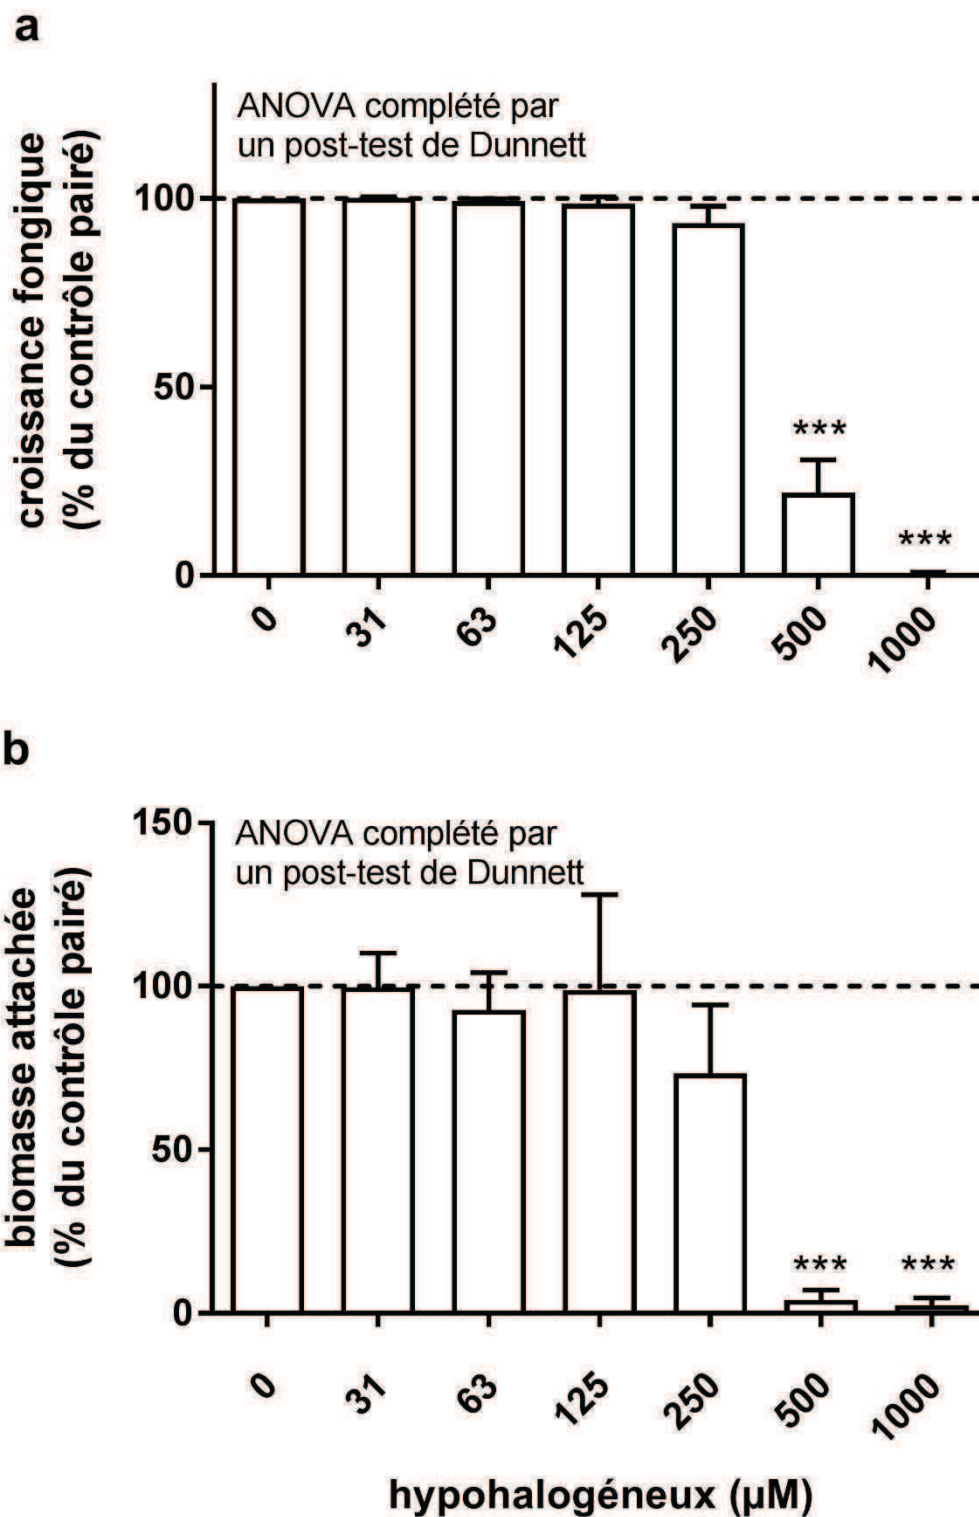 a
ANOVA complété par
un post-test de Dunnett
croissance fongique
(% du contrôle pairé)
100
50
0
***
***
0 31 63 125 250 500 1000
b
ANOVA complété par
un post-test de Dunnett
biomasse attachée
(% du contrôle pairé)
150
100
50
0
*** ***
0 31 63 125 250 500 1000
hypohalogéneux (µM)